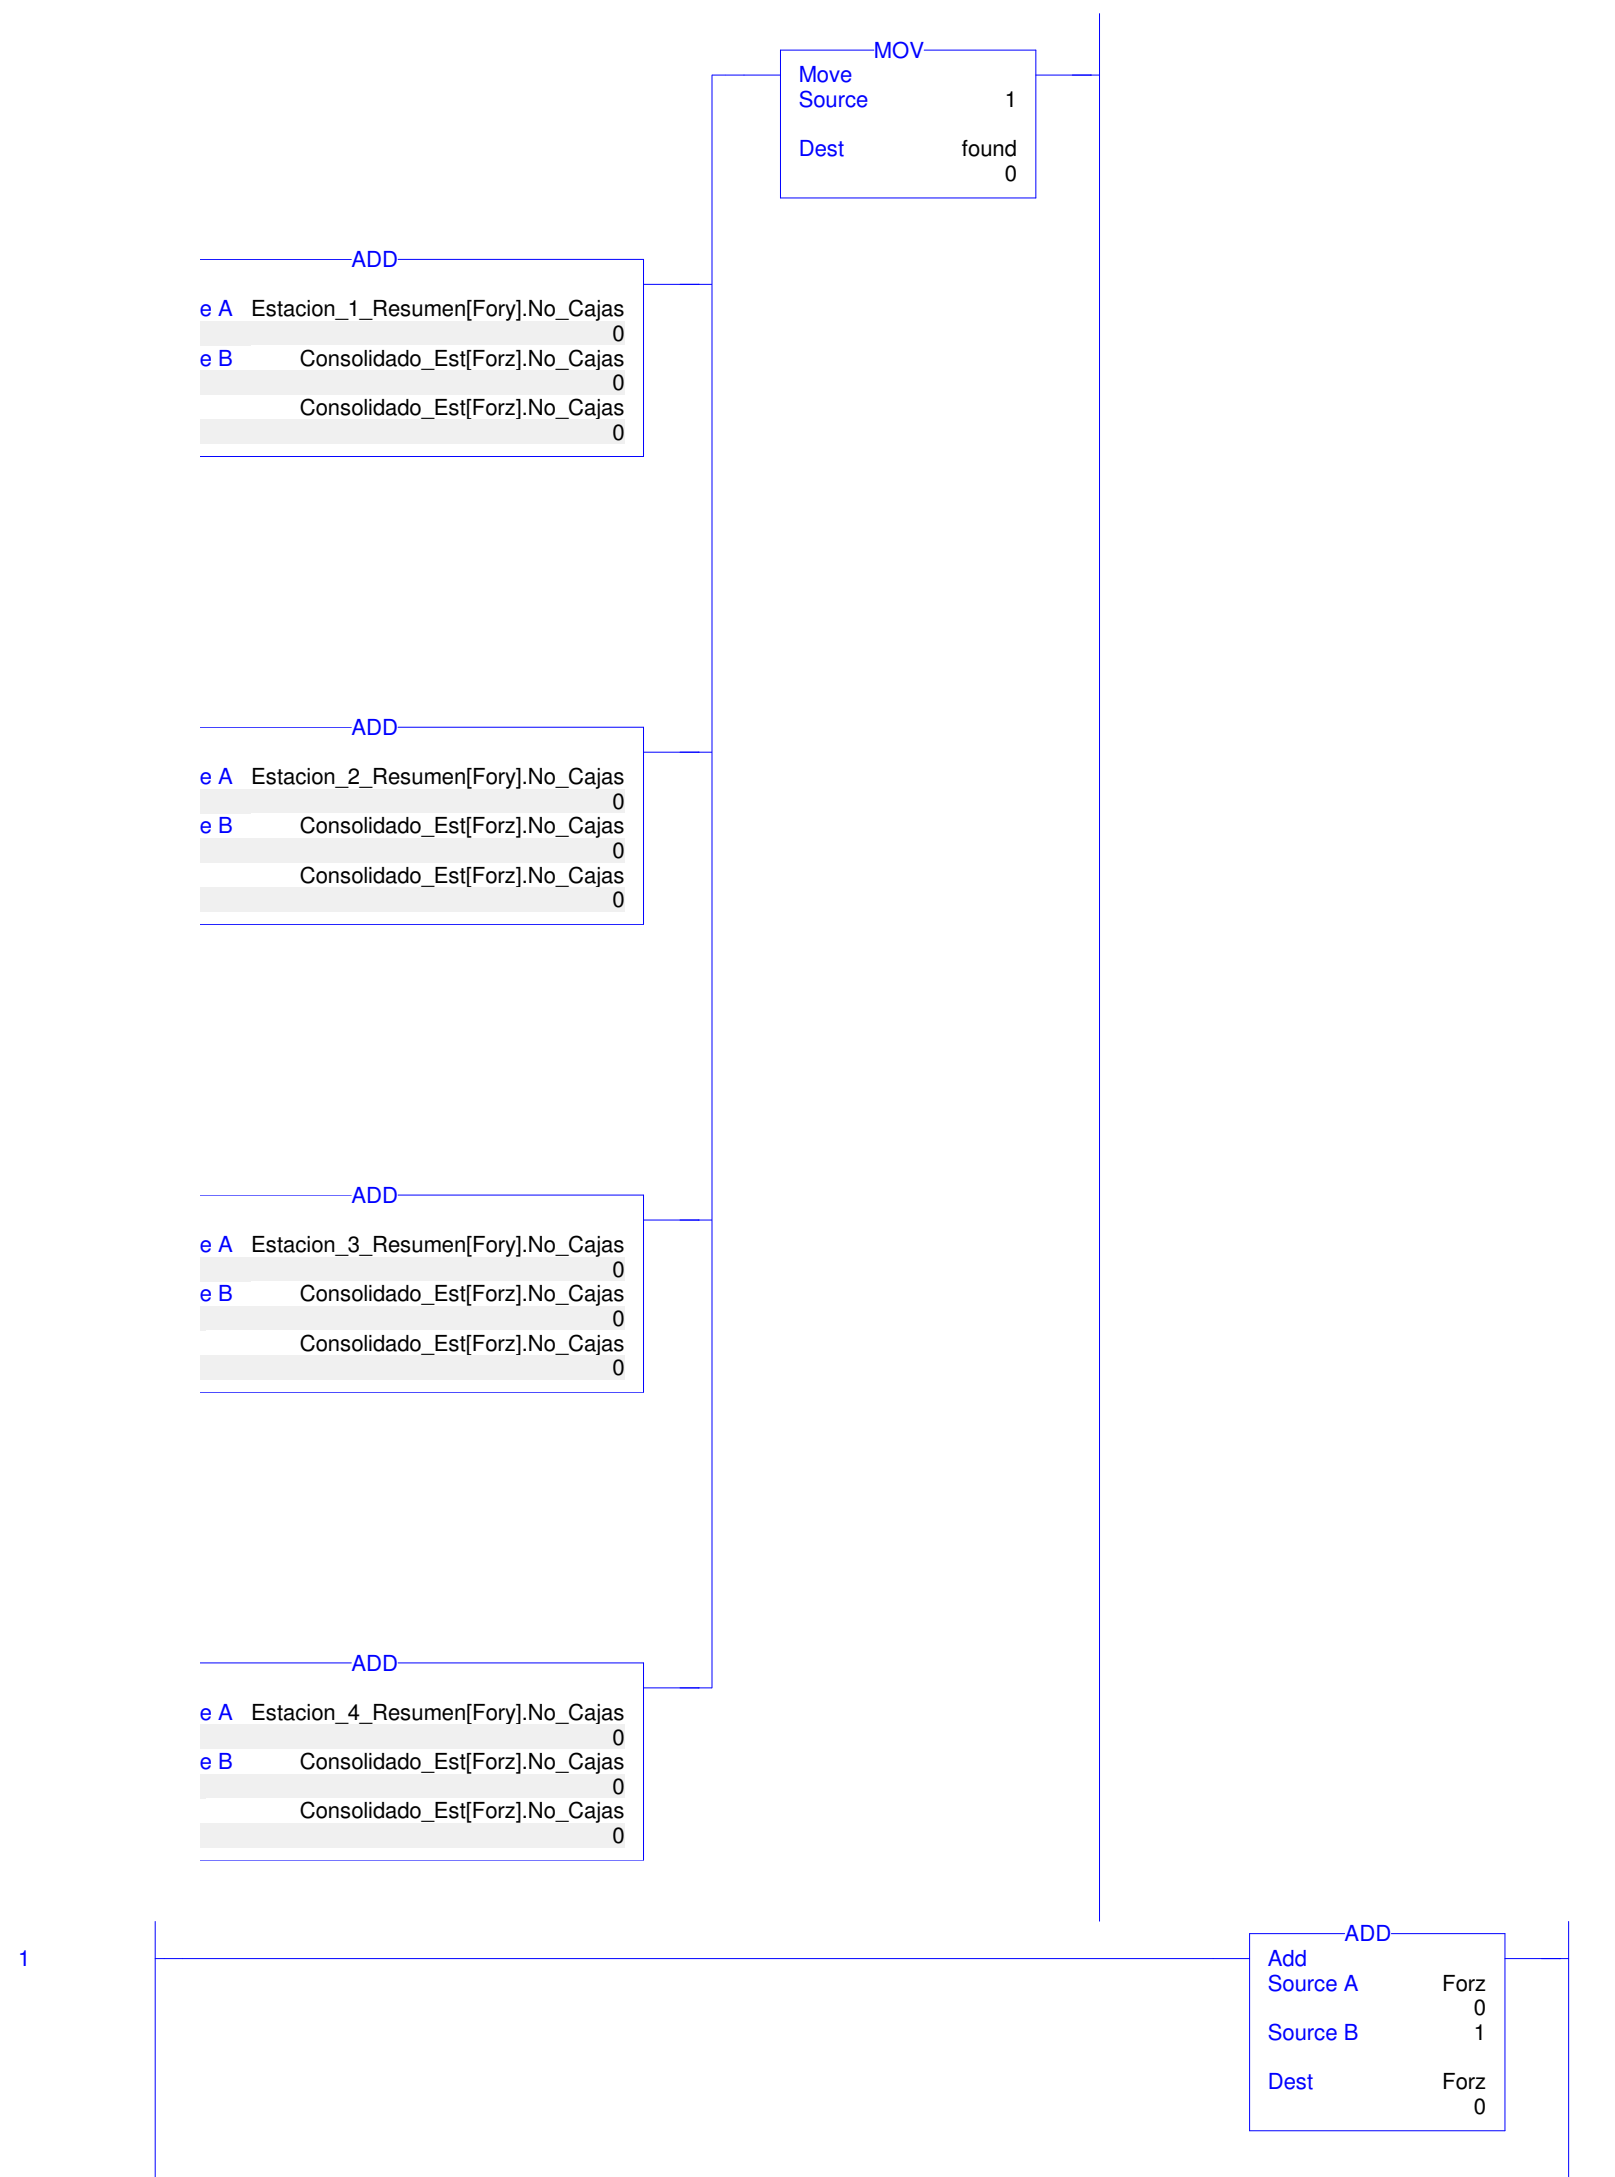 MOV
Move
Source 1
Dest found
0
ADD
e A Estacion_1_Resumen[Fory].No_Cajas
0
e B Consolidado_Est[Forz].No_Cajas
0
Consolidado_Est[Forz].No_Cajas
0
ADD
e A Estacion_2_Resumen[Fory].No_Cajas
0
e B Consolidado_Est[Forz].No_Cajas
0
Consolidado_Est[Forz].No_Cajas
0
ADD
e A Estacion_3_Resumen[Fory].No_Cajas
0
e B Consolidado_Est[Forz].No_Cajas
0
Consolidado_Est[Forz].No_Cajas
0
ADD
e A Estacion_4_Resumen[Fory].No_Cajas
0
e B Consolidado_Est[Forz].No_Cajas
0
Consolidado_Est[Forz].No_Cajas
0
1
ADD
Add
Source A Forz
0
Source B 1
Dest Forz
0